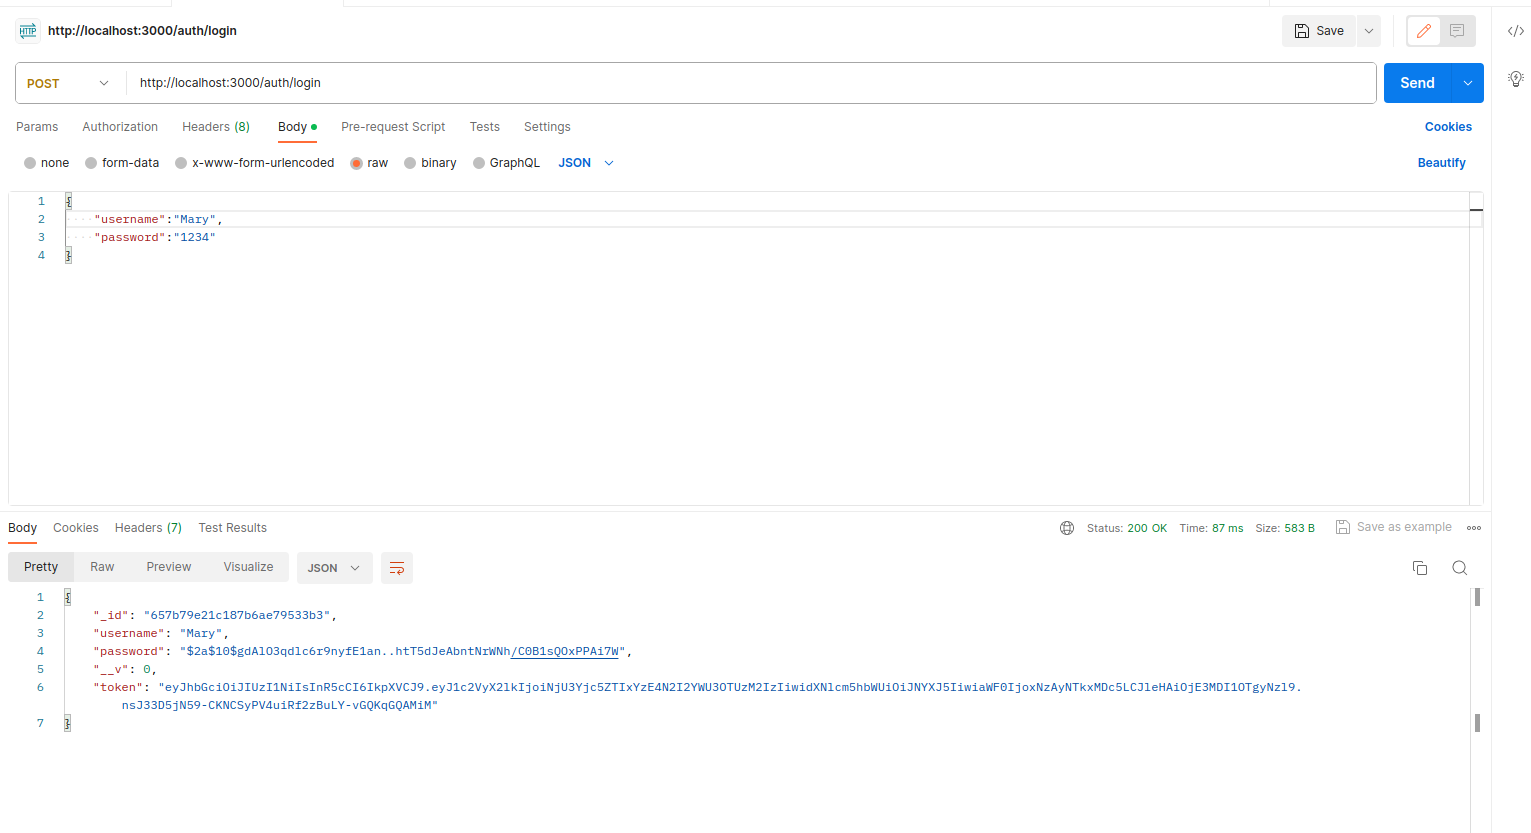 HTTP http://localhost:3000/auth/login Save
POST http://localhost:3000/auth/login Send
Params Authorization Headers (8) Body Pre-request Script Tests Settings Cookies
none form-data x-www-form-urlencoded raw binary GraphQL JSON Beautify
1 {
2 "username":"Mary",
3 "password":"1234"
4 }
Body Cookies Headers (7) Test Results Status: 200 OK Time: 87 ms Size: 583 B Save as example
Pretty Raw Preview Visualize JSON
1 {
2 "_id": "657b79e21c187b6ae79533b3",
3 "username": "Mary",
4 "password": "$2a$10$gdAlO3qdlc6r9nyfE1an..htT5dJeAbntNrWNh/C0B1sQOxPPAi7W",
5 "__v": 0,
6 "token": "eyJhbGciOiJIUzI1NiIsInR5cCI6IkpXVCJ9.eyJ1c2VyX2lkIjoiNjU3Yjc5ZTIxYzE4N2I2YWU3OTUzM2IzIiwidXNlcm5hbWUiOiJNYXJ5IiwiaWF0IjoxNzAyNTkxMDc5LCJleHAiOjE3MDI1OTgyNzl9.
nsJ33D5jN59-CKNCSyPV4uiRf2zBuLY-vGQKqGQAMiM"
7 }